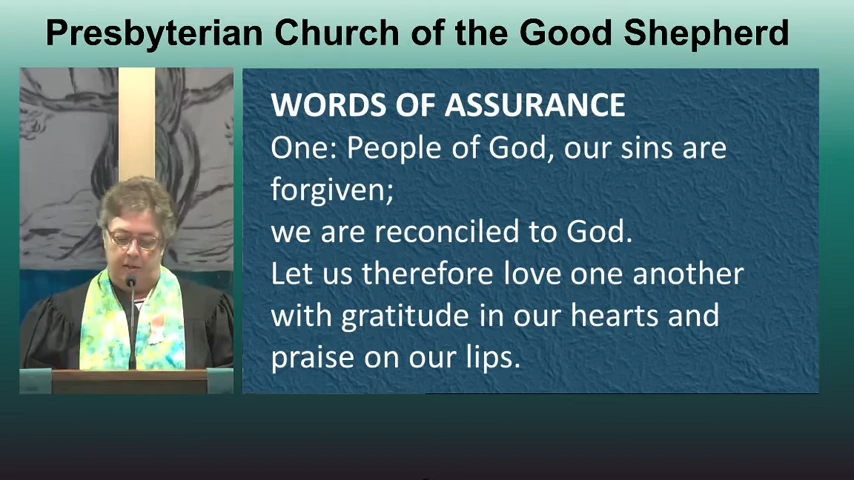 Presbyterian Church of the Good Shepherd
WORDS OF ASSURANCE
One: People of God, our sins are
forgiven;
we are reconciled to God.
Let us therefore love one another
with gratitude in our hearts and
praise on our lips.